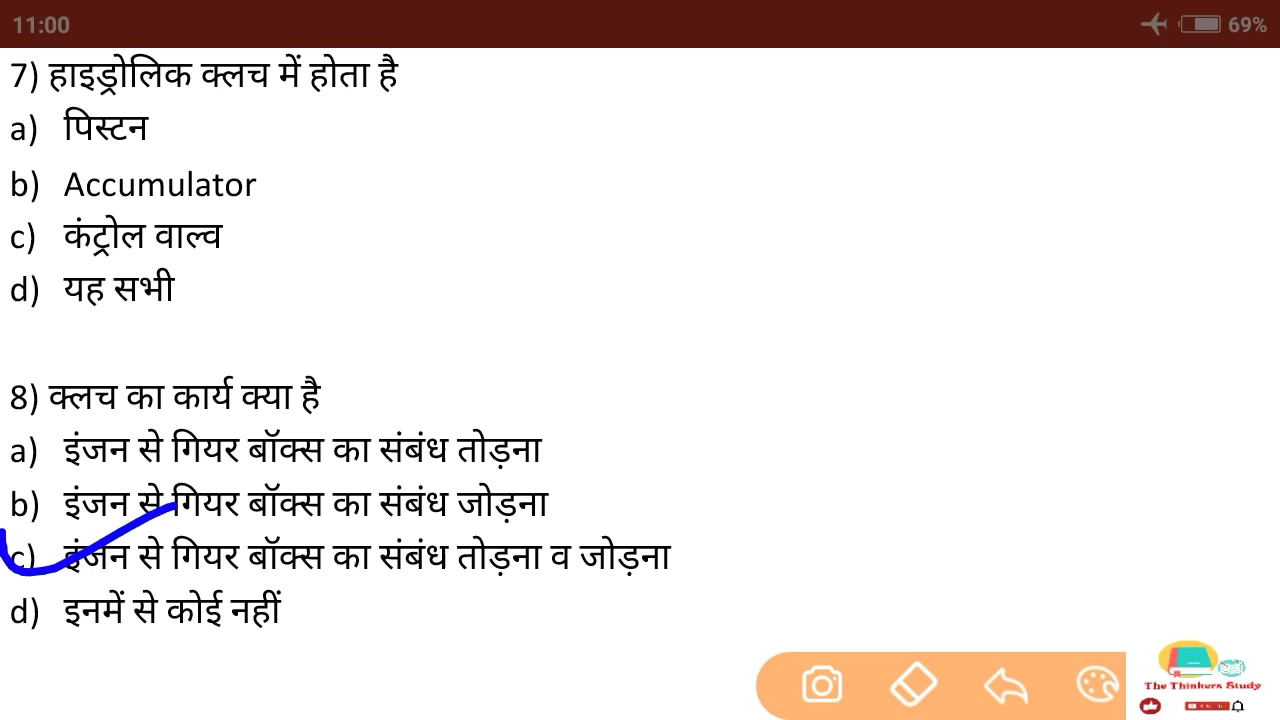 11:00
69%
7) हाइड्रोलिक क्लच में होता है
a) पिस्टन
b) Accumulator
c) कंट्रोल वाल्व
d) यह सभी
8) क्लच का कार्य क्या है
a) इंजन से गियर बॉक्स का संबंध तोड़ना
b) इंजन से गियर बॉक्स का संबंध जोड़ना
c) इंजन से गियर बॉक्स का संबंध तोड़ना व जोड़ना
d) इनमें से कोई नहीं
The Thinkers Study